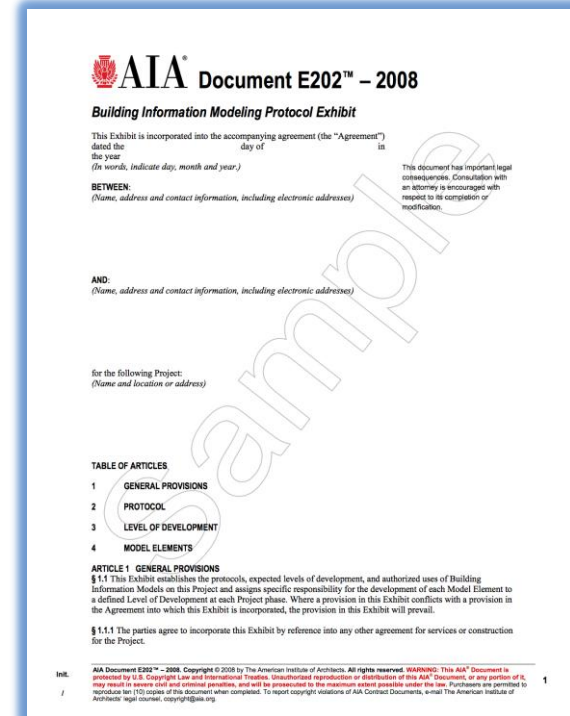 AIA® Document E202™ – 2008
Building Information Modeling Protocol Exhibit
This Exhibit is incorporated into the accompanying agreement (the “Agreement”)
dated the day of in
the year
(In words, indicate day, month and year.)
This document has important legal
consequences. Consultation with
an attorney is encouraged with
respect to its completion or
modification.
BETWEEN:
(Name, address and contact information, including electronic addresses)
AND:
(Name, address and contact information, including electronic addresses)
for the following Project:
(Name and location or address)
sample
TABLE OF ARTICLES
1 GENERAL PROVISIONS
2 PROTOCOL
3 LEVEL OF DEVELOPMENT
4 MODEL ELEMENTS
ARTICLE 1 GENERAL PROVISIONS
§ 1.1 This Exhibit establishes the protocols, expected levels of development, and authorized uses of Building
Information Models on this Project and assigns specific responsibility for the development of each Model Element to
a defined Level of Development at each Project phase. Where a provision in this Exhibit conflicts with a provision in
the Agreement into which this Exhibit is incorporated, the provision in this Exhibit will prevail.
§ 1.1.1 The parties agree to incorporate this Exhibit by reference into any other agreement for services or construction
for the Project.
Init.
/
AIA Document E202™ – 2008. Copyright © 2008 by The American Institute of Architects. All rights reserved. WARNING: This AIA® Document is
protected by U.S. Copyright Law and International Treaties. Unauthorized reproduction or distribution of this AIA® Document, or any portion of it,
may result in severe civil and criminal penalties, and will be prosecuted to the maximum extent possible under the law. Purchasers are permitted to
reproduce ten (10) copies of this document when completed. To report copyright violations of AIA Contract Documents, e-mail The American Institute of
Architects' legal counsel, copyright@aia.org.
1